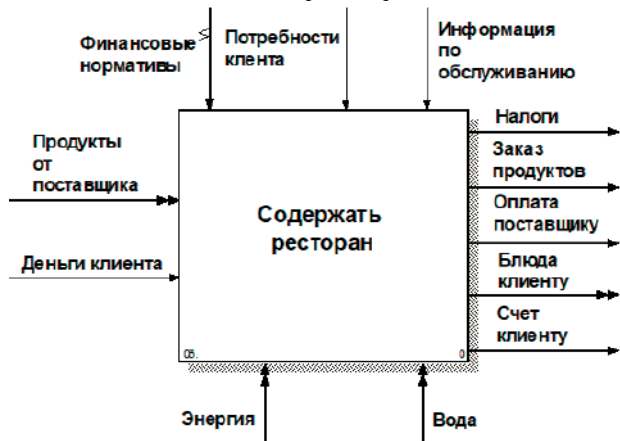 Финансовые
нормативы
Потребности
клента
Информация
по
обслуживанию
Продукты
от
поставщика
Деньги клиента
Содержать
ресторан
0в.
0
Налоги
Заказ
продуктов
Оплата
поставщику
Блюда
клиенту
Счет
клиенту
Энергия
Вода